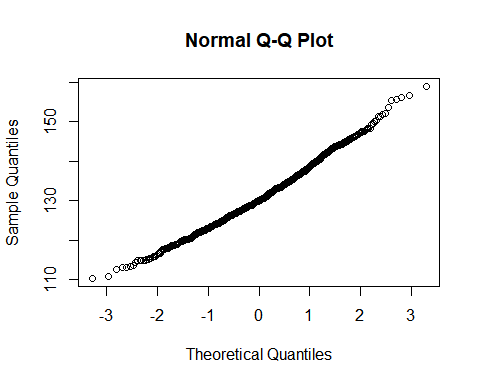 Normal Q-Q Plot
Sample Quantiles
150
130
110
-3 -2 -1 0 1 2 3
Theoretical Quantiles